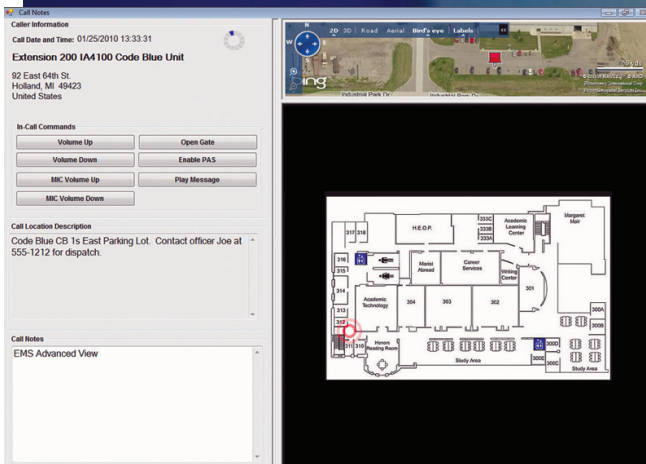 Call Notes
Caller Information
Call Date and Time: 01/25/2010 13:33:31
Extension 200 IA4100 Code Blue Unit
92 East 64th St.
Holland, MI 49423
United States
In-Call Commands
Volume Up
Open Gate
Volume Down
Enable PAS
MIC Volume Up
Play Message
MIC Volume Down
Call Location Description
Code Blue CB 1s East Parking Lot. Contact officer Joe at
555-1212 for dispatch.
Call Notes
EMS Advanced View
N
W
E
S
2D 3D Road Aerial Bird's eye Labels
bing
Industrial Park Dr
Industrial Park Dr
317 318
H.E.O.P.
333C
333B
333A
Academic
Learning
Center
Margaret
Mair
316
315
Marist
Abroad
Career
Services
Writing
Center
301
314
Academic
Technology
304
303
302
313
312
300A
300B
311 310
Honors
Reading Room
Study Area
300D
300E
300C
Study Area